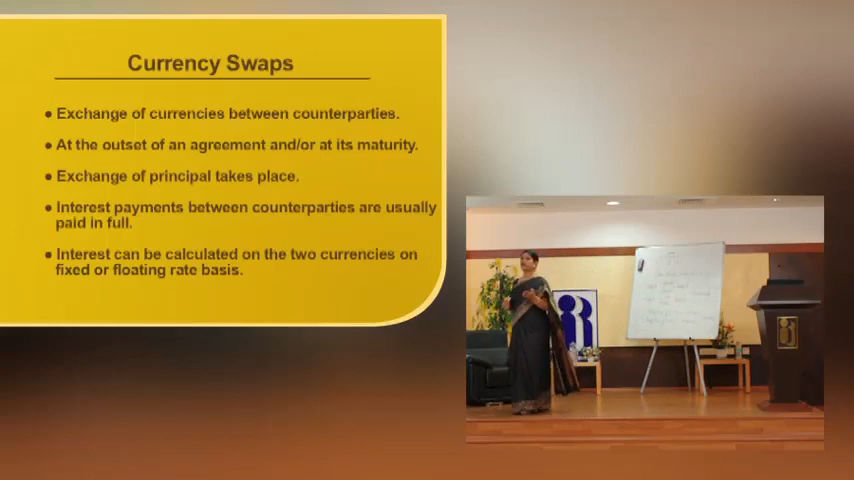 Currency Swaps
● Exchange of currencies between counterparties.
● At the outset of an agreement and/or at its maturity.
● Exchange of principal takes place.
● Interest payments between counterparties are usually
paid in full.
● Interest can be calculated on the two currencies on
fixed or floating rate basis.